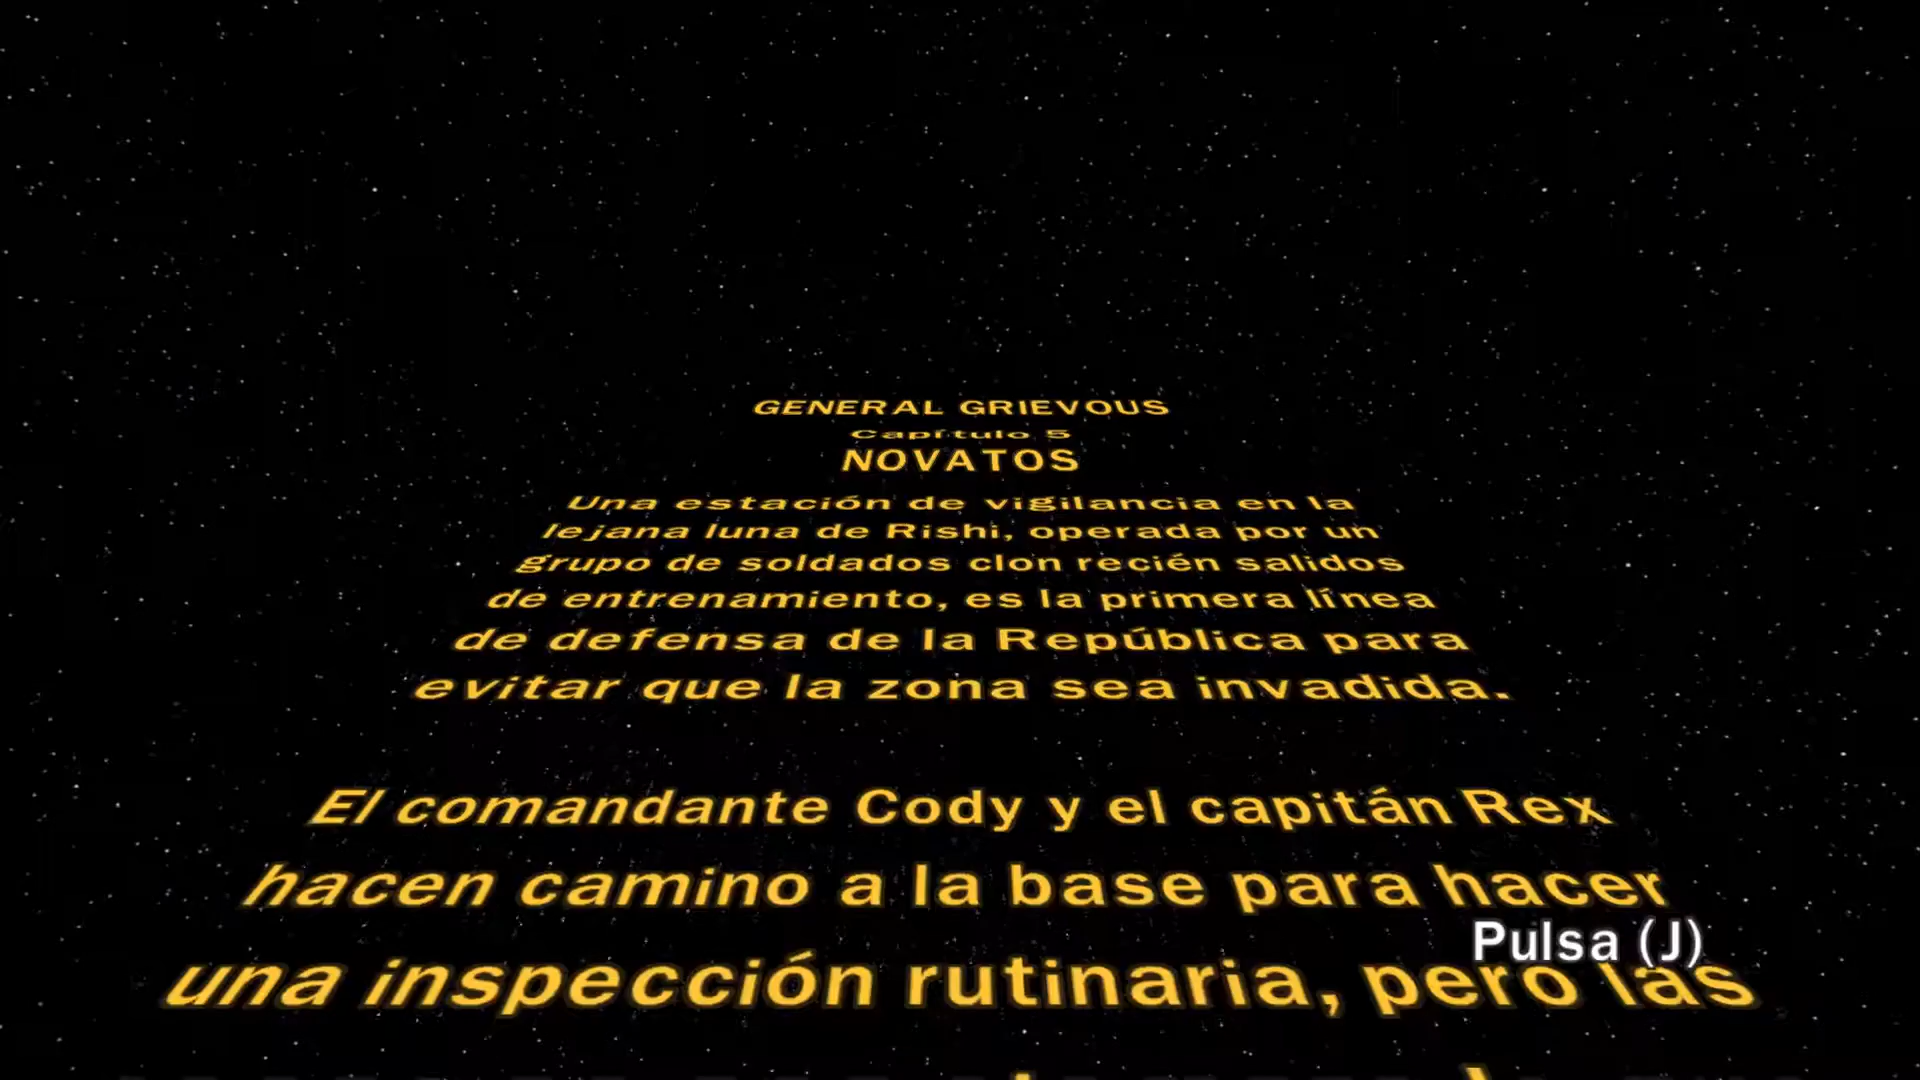 GENERAL GRIEVOUS
Capítulo 5
NOVATOS
Una estación de vigilancia en la
lejana luna de Rishi, operada por un
grupo de soldados clon recién salidos
de entrenamiento, es la primera línea
de defensa de la República para
evitar que la zona sea invadida.
El comandante Cody y el capitán Rex
hacen camino a la base para hacer
Pulsa (J)
una inspección rutinaria, pero las